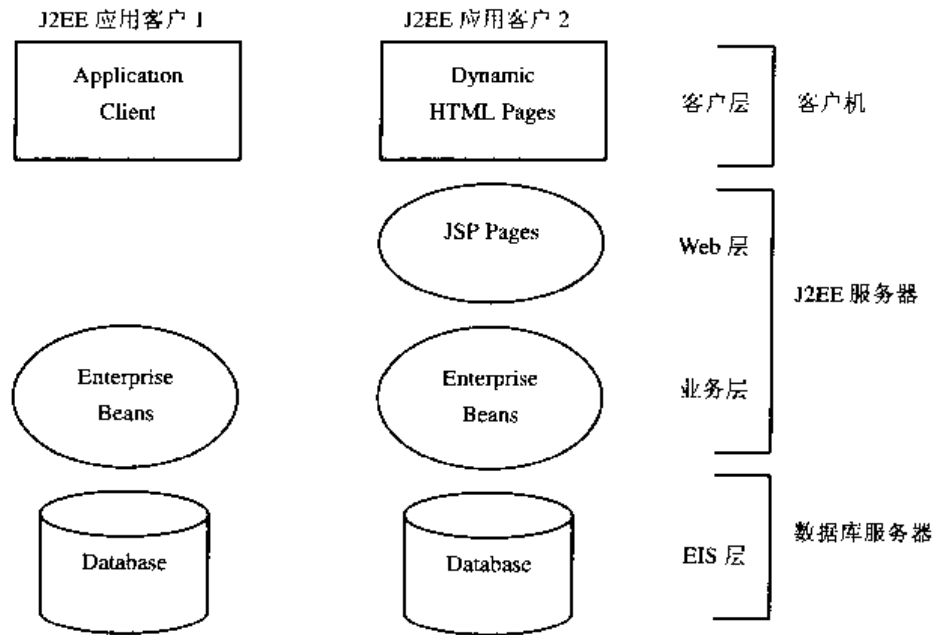 J2EE 应用客户 1
J2EE 应用客户 2
Application
Client
Dynamic
HTML Pages
客户层
客户机
JSP Pages
Web 层
J2EE 服务器
Enterprise
Beans
Enterprise
Beans
业务层
Database
Database
EIS 层
数据库服务器